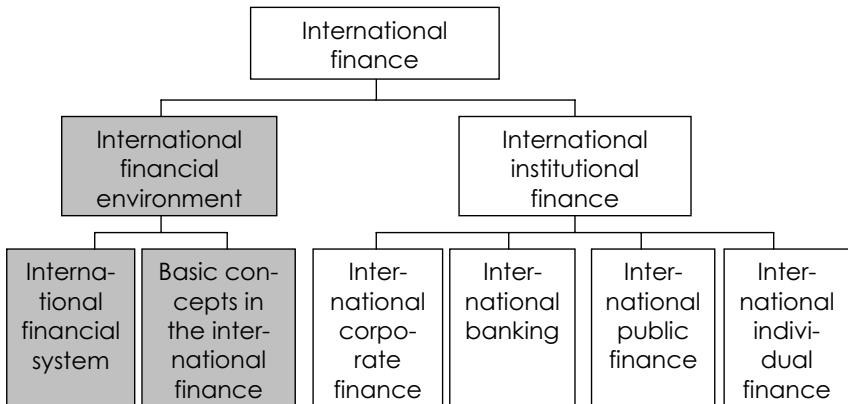 International
finance
International
financial
environment
International
institutional
finance
Interna-
tional
financial
system
Basic con-
cepts in
the inter-
national
finance
Inter-
national
corpo-
rate
finance
Inter-
national
banking
Inter-
national
public
finance
Inter-
national
indivi-
dual
finance